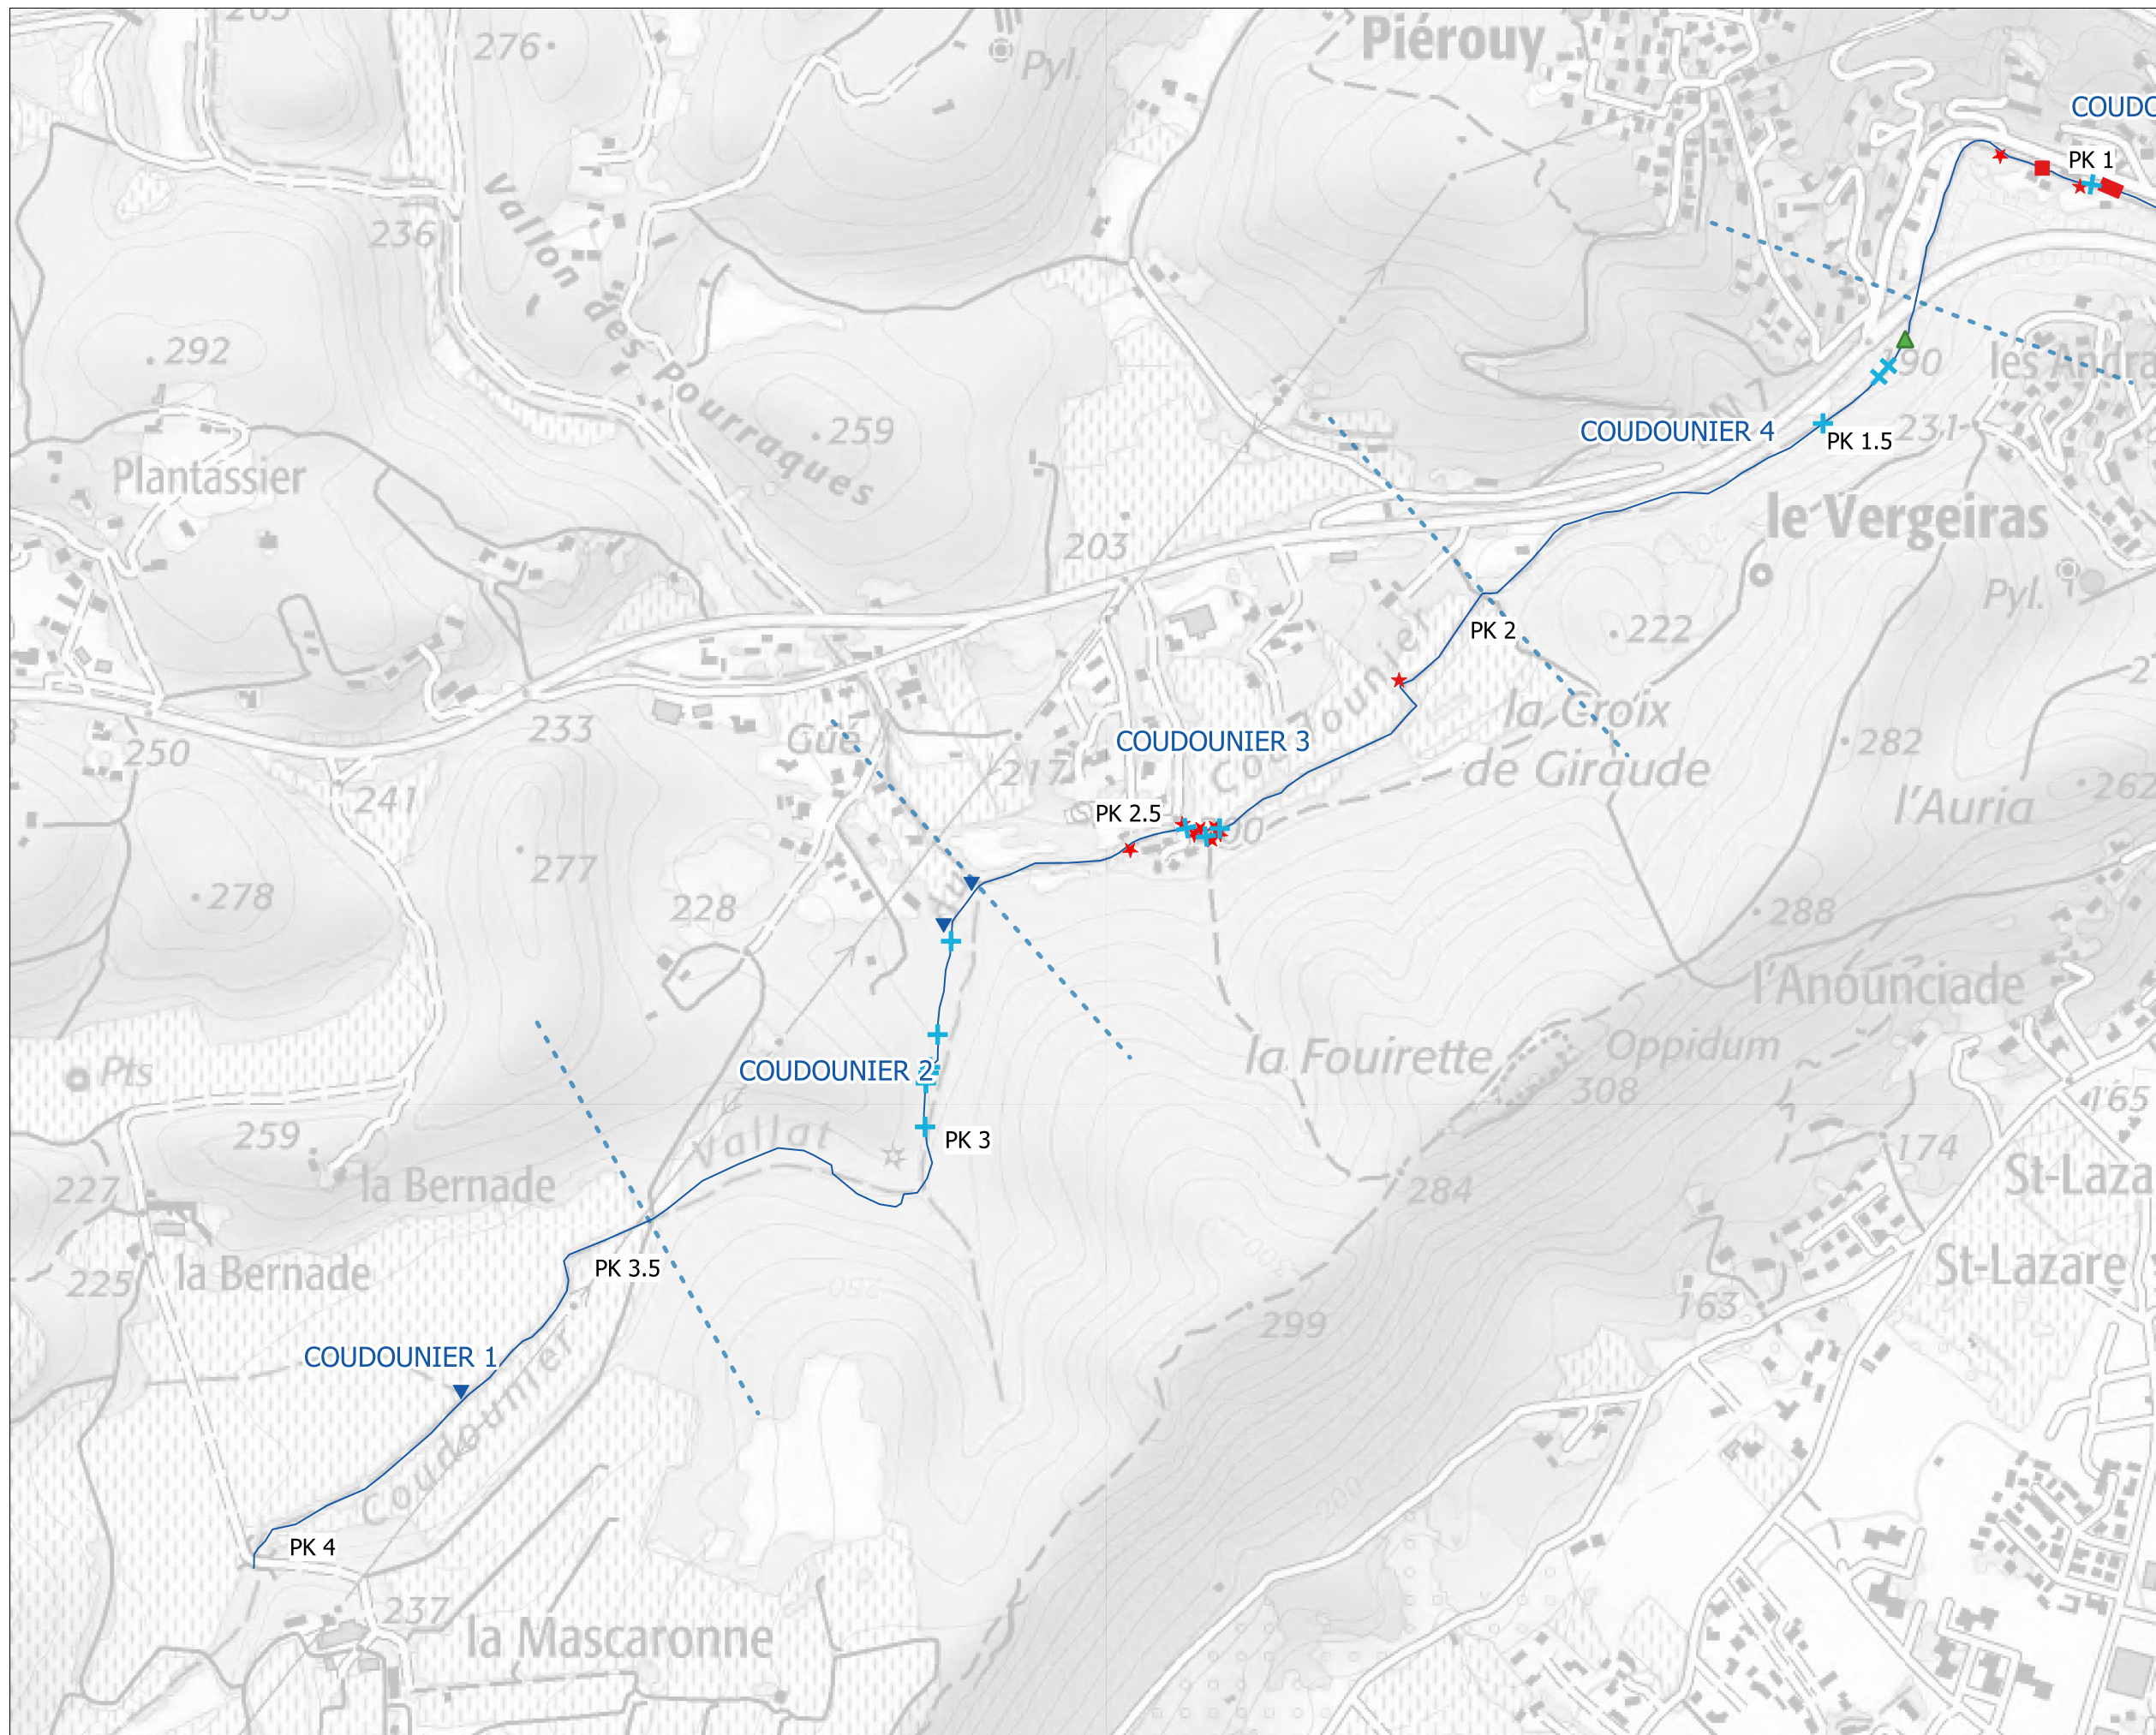 276
Pyl.
Piérouy
COUDO
PK 1
Vallon des Pourraques
236
292
259
les Andra
90
COUDOUNIER 4
PK 1.5
231
Plantassier
le Vergeiras
203
Pyl.
222
PK 2
Coudounier
la Croix
de Giraude
233
Gué
250
217
COUDOUNIER 3
282
262
241
l'Auria
PK 2.5
277
278
228
288
l'Anounciade
Pts
COUDOUNIER 2
la Fouirette
Oppidum
308
165
259
Vallat
PK 3
174
227
la Bernade
284
St-Laza
225
la Bernade
PK 3.5
250
St-Lazare
163
299
COUDOUNIER 1
Coudounier
200
PK 4
237
la Mascaronne